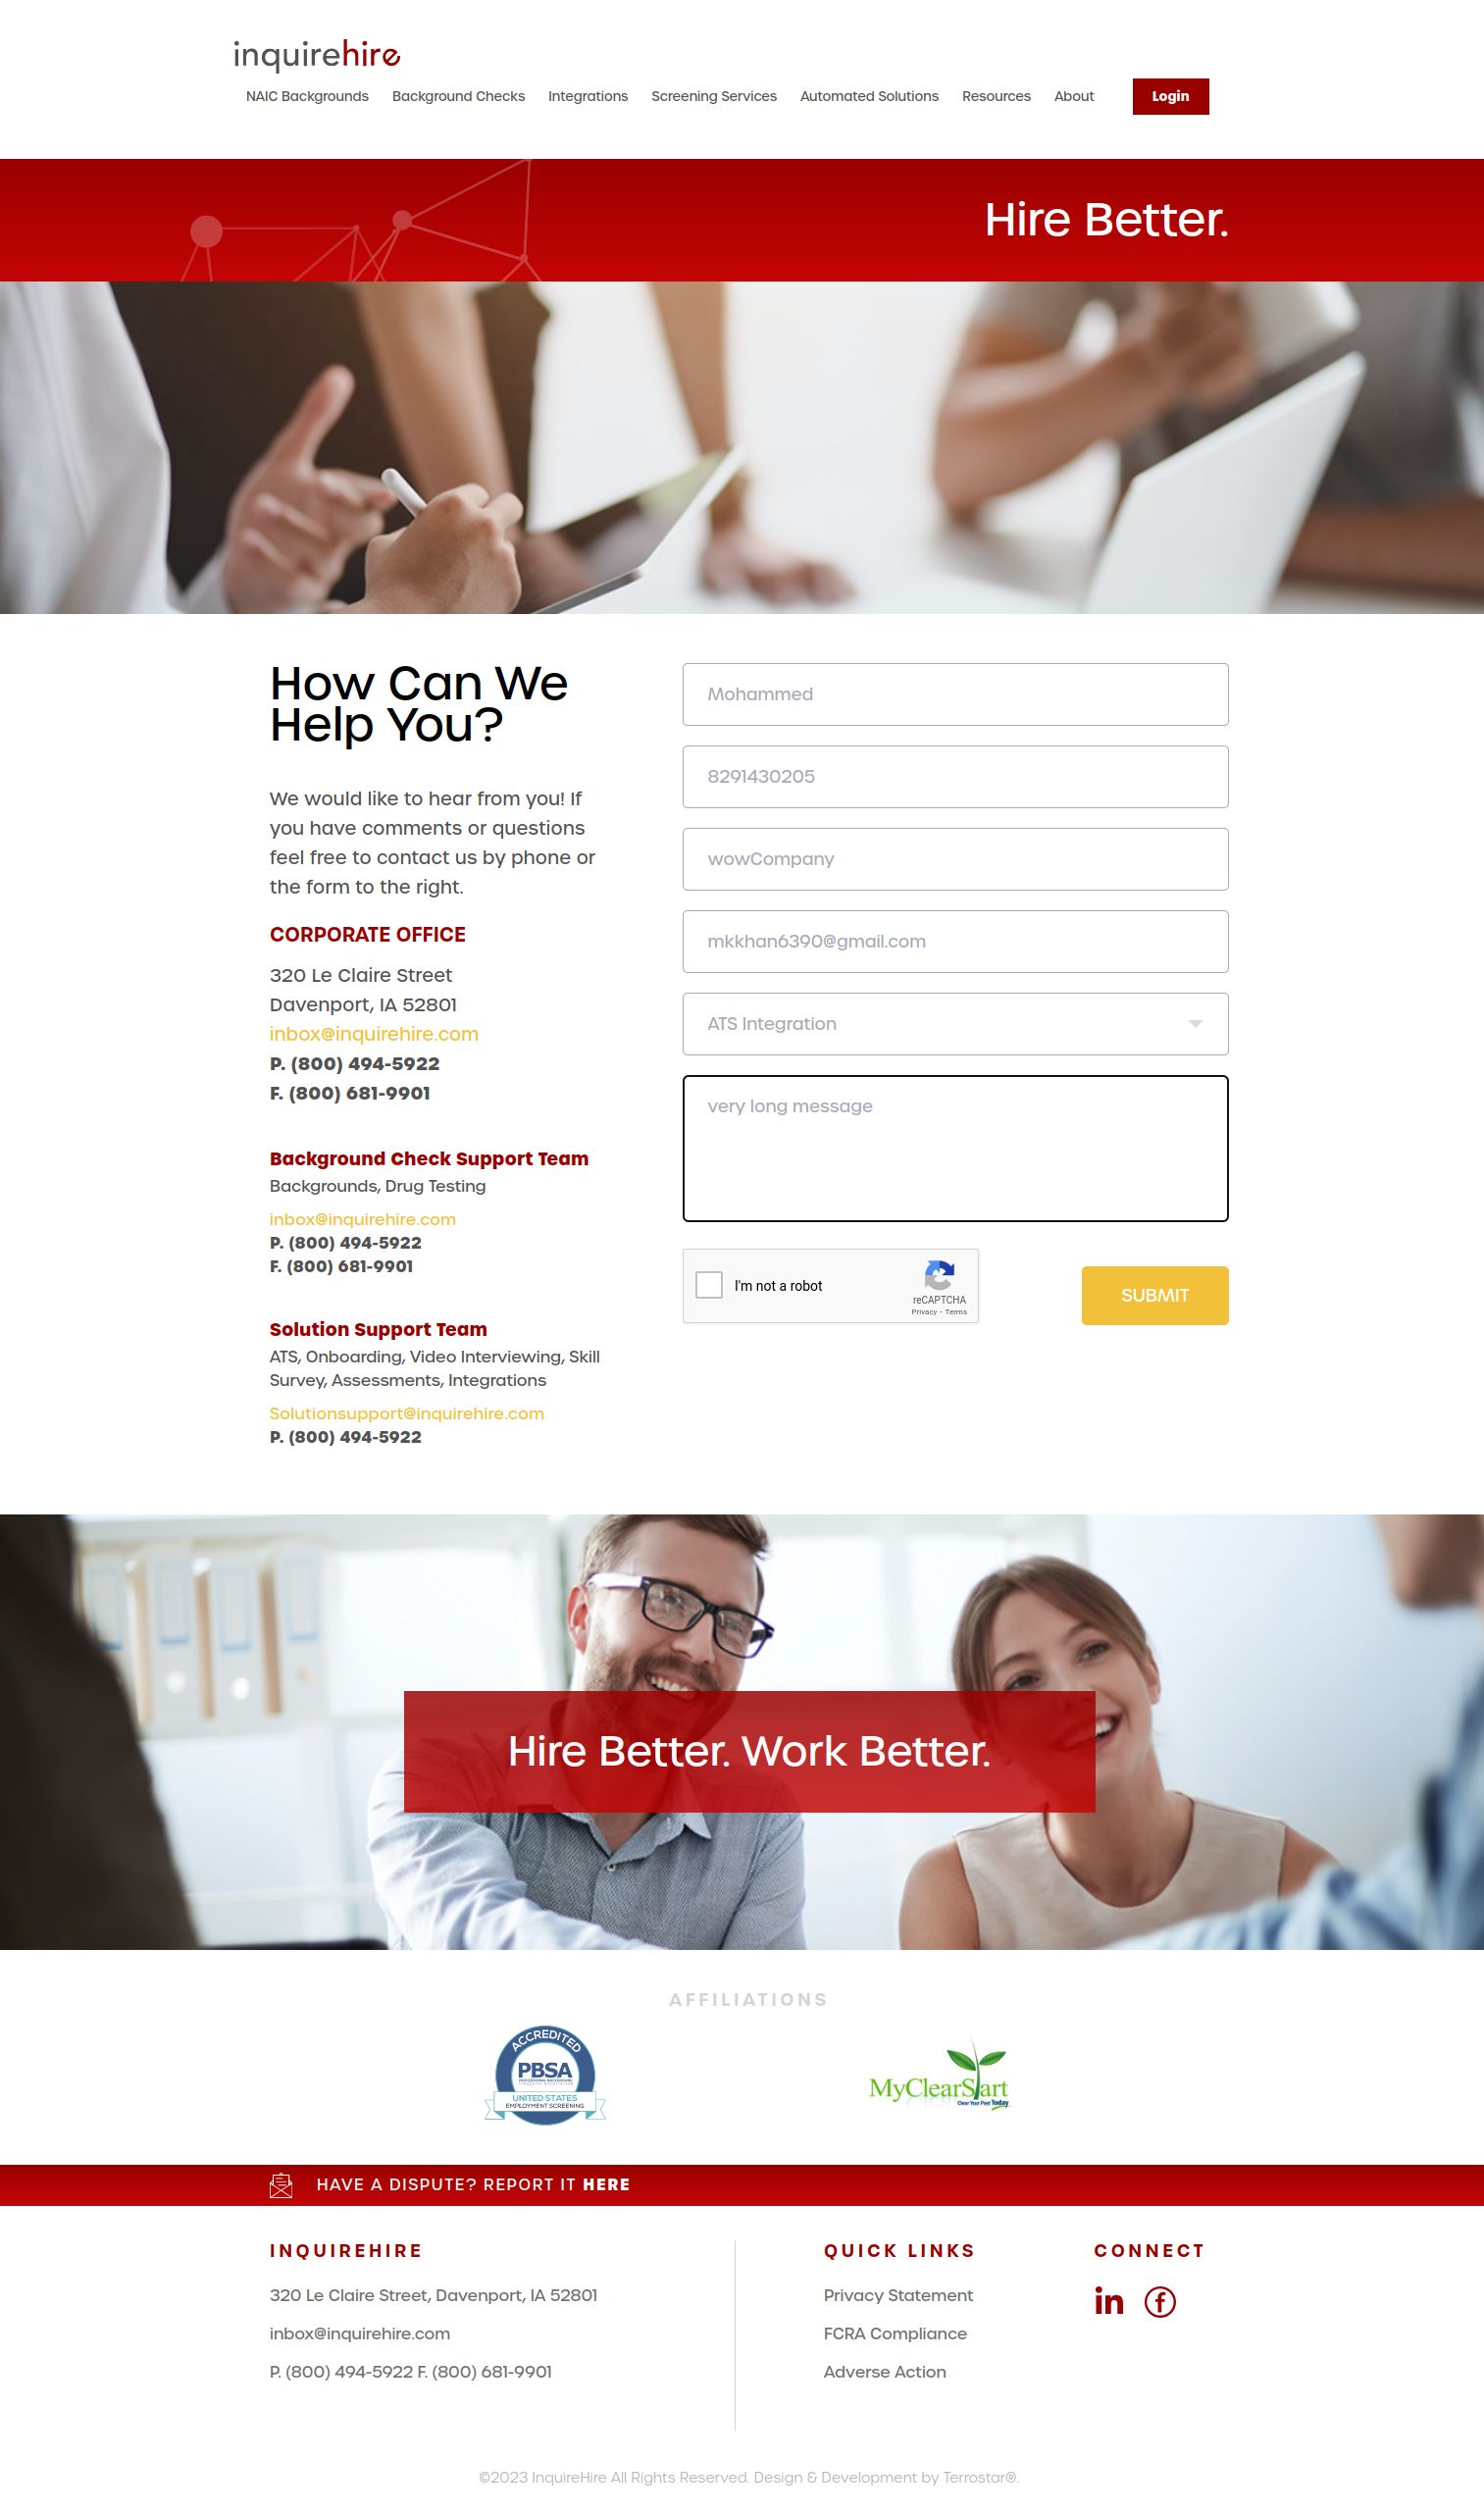 inquirehire
NAIC Backgrounds Background Checks Integrations Screening Services Automated Solutions Resources About Login
Hire Better.
How Can We
Help You?
We would like to hear from you! If
you have comments or questions
feel free to contact us by phone or
the form to the right.
CORPORATE OFFICE
320 Le Claire Street
Davenport, IA 52801
inbox@inquirehire.com
P. (800) 494-5922
F. (800) 681-9901
Background Check Support Team
Backgrounds, Drug Testing
inbox@inquirehire.com
P. (800) 494-5922
F. (800) 681-9901
Solution Support Team
ATS, Onboarding, Video Interviewing, Skill
Survey, Assessments, Integrations
Solutionsupport@inquirehire.com
P. (800) 494-5922
Mohammed
8291430205
wowCompany
mkkhan6390@gmail.com
ATS Integration
very long message
I'm not a robot
reCAPTCHA
Privacy - Terms
SUBMIT
Hire Better. Work Better.
AFFILIATIONS
ACCREDITED
PBSA
UNITED STATES
EMPLOYMENT SCREENING
MyClearStart
Clear Your Past Today
HAVE A DISPUTE? REPORT IT HERE
INQUIREHIRE
320 Le Claire Street, Davenport, IA 52801
inbox@inquirehire.com
P. (800) 494-5922 F. (800) 681-9901
QUICK LINKS
Privacy Statement
FCRA Compliance
Adverse Action
CONNECT
in f
©2023 InquireHire All Rights Reserved. Design & Development by Terrostar®.